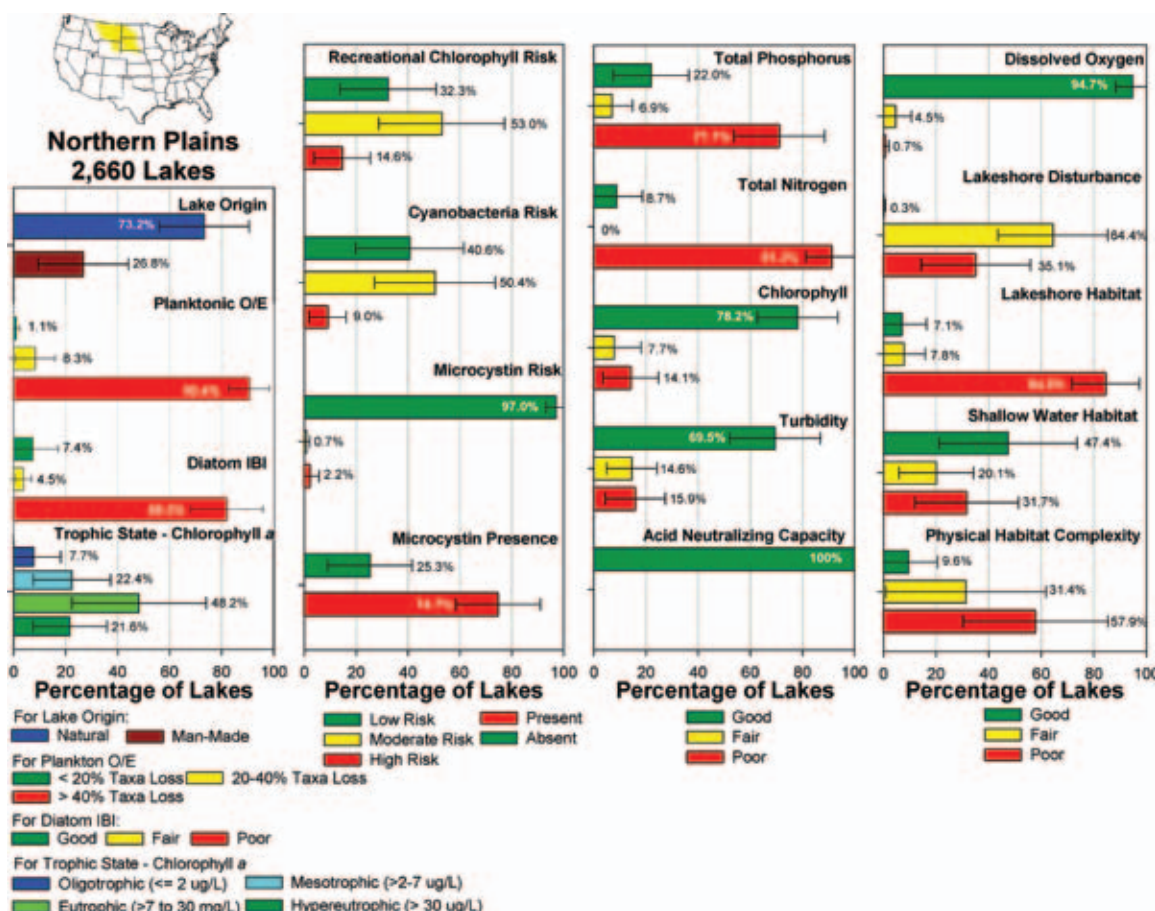 Northern Plains
2,660 Lakes
Lake Origin
73.2%
26.8%
Planktonic O/E
1.1%
8.3%
Diatom IBI
7.4%
4.5%
Trophic State - Chlorophyll a
7.7%
22.4%
48.2%
21.6%
0 20 40 60 80 100
Percentage of Lakes
For Lake Origin:
Natural Man-Made
For Plankton O/E
< 20% Taxa Loss 20-40% Taxa Loss
> 40% Taxa Loss
For Diatom IBI:
Good Fair Poor
For Trophic State - Chlorophyll a
Oligotrophic (<= 2 ug/L) Mesotrophic (>2-7 ug/L)
Eutrophic (>7 to 30 mg/L) Hypereutrophic (> 30 ug/L)
Recreational Chlorophyll Risk
32.3%
53.0%
14.6%
Cyanobacteria Risk
40.6%
50.4%
9.0%
Microcystin Risk
97.0%
0.7%
2.2%
Microcystin Presence
25.3%
0 20 40 60 80 100
Percentage of Lakes
Low Risk Present
Moderate Risk Absent
High Risk
Total Phosphorus
22.0%
6.9%
Total Nitrogen
8.7%
0%
Chlorophyll
78.2%
7.7%
14.1%
Turbidity
69.5%
14.6%
15.9%
Acid Neutralizing Capacity
100%
0 20 40 60 80 100
Percentage of Lakes
Good
Fair
Poor
Dissolved Oxygen
94.7%
4.5%
0.7%
Lakeshore Disturbance
0.3%
64.4%
35.1%
Lakeshore Habitat
7.1%
7.8%
Shallow Water Habitat
47.4%
20.1%
31.7%
Physical Habitat Complexity
9.6%
31.4%
57.9%
0 20 40 60 80 100
Percentage of Lakes
Good
Fair
Poor